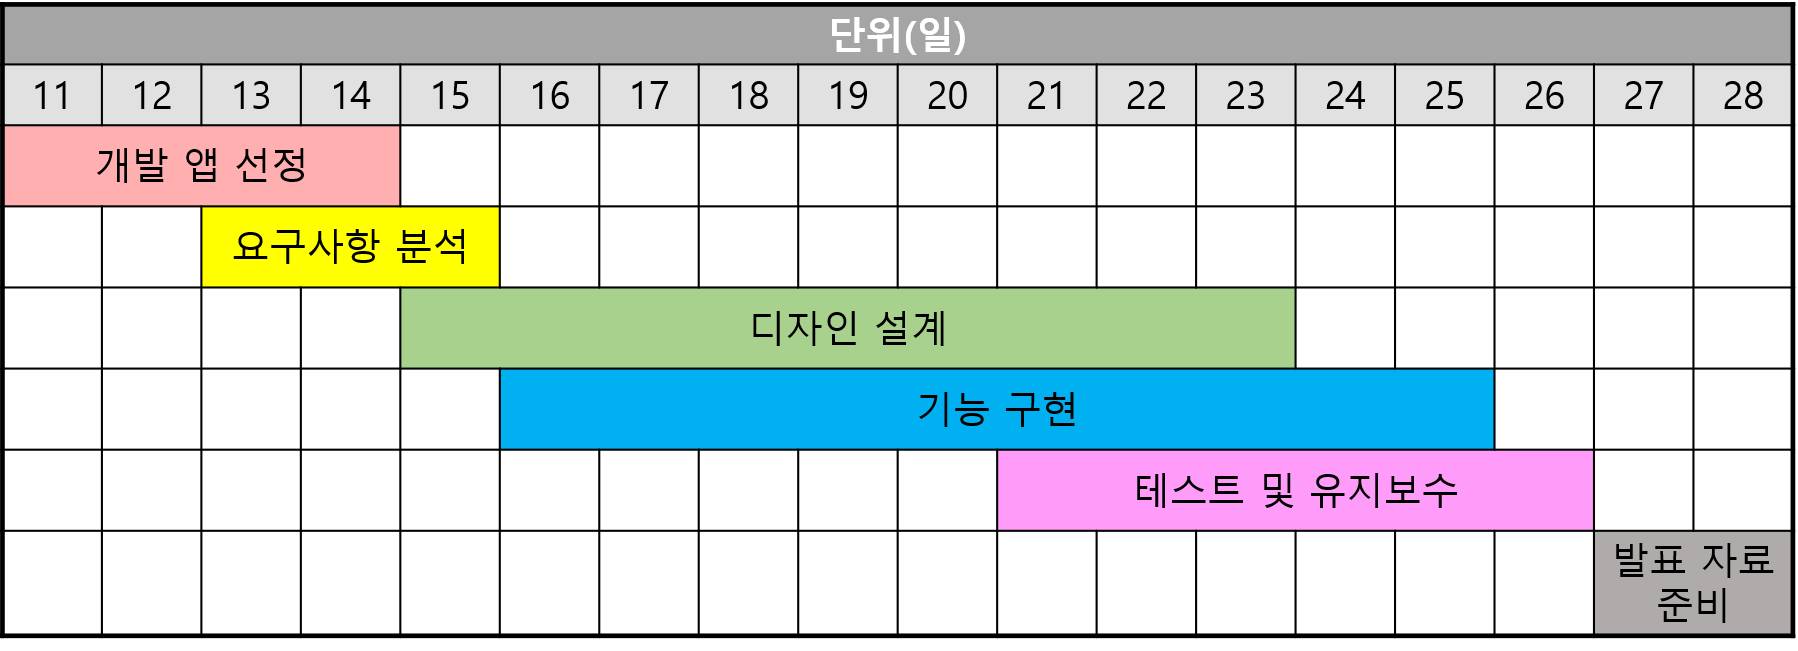 단위(일)
11 12 13 14 15 16 17 18 19 20 21 22 23 24 25 26 27 28
개발 앱 선정
요구사항 분석
디자인 설계
기능 구현
테스트 및 유지보수
발표 자료
준비